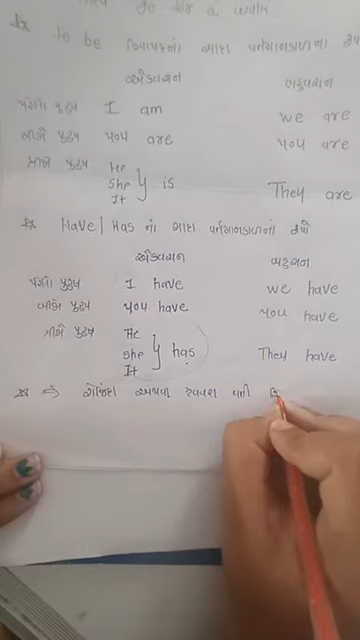 They go for a walk.
to be ક્રિયાપદનાં સાદા વર્તમાનકાળનાં રૂપો
એકવચન બહુવચન
પહેલો પુરુષ I am We are
બીજો પુરુષ you are you are
ત્રીજો પુરુષ He She It } is They are
Have/Has નાં સાદા વર્તમાનકાળનાં રૂપો
એકવચન બહુવચન
પહેલો પુરુષ I have We have
બીજો પુરુષ you have you have
ત્રીજો પુરુષ He She It } has They have
⇒ રોજિંદી અથવા